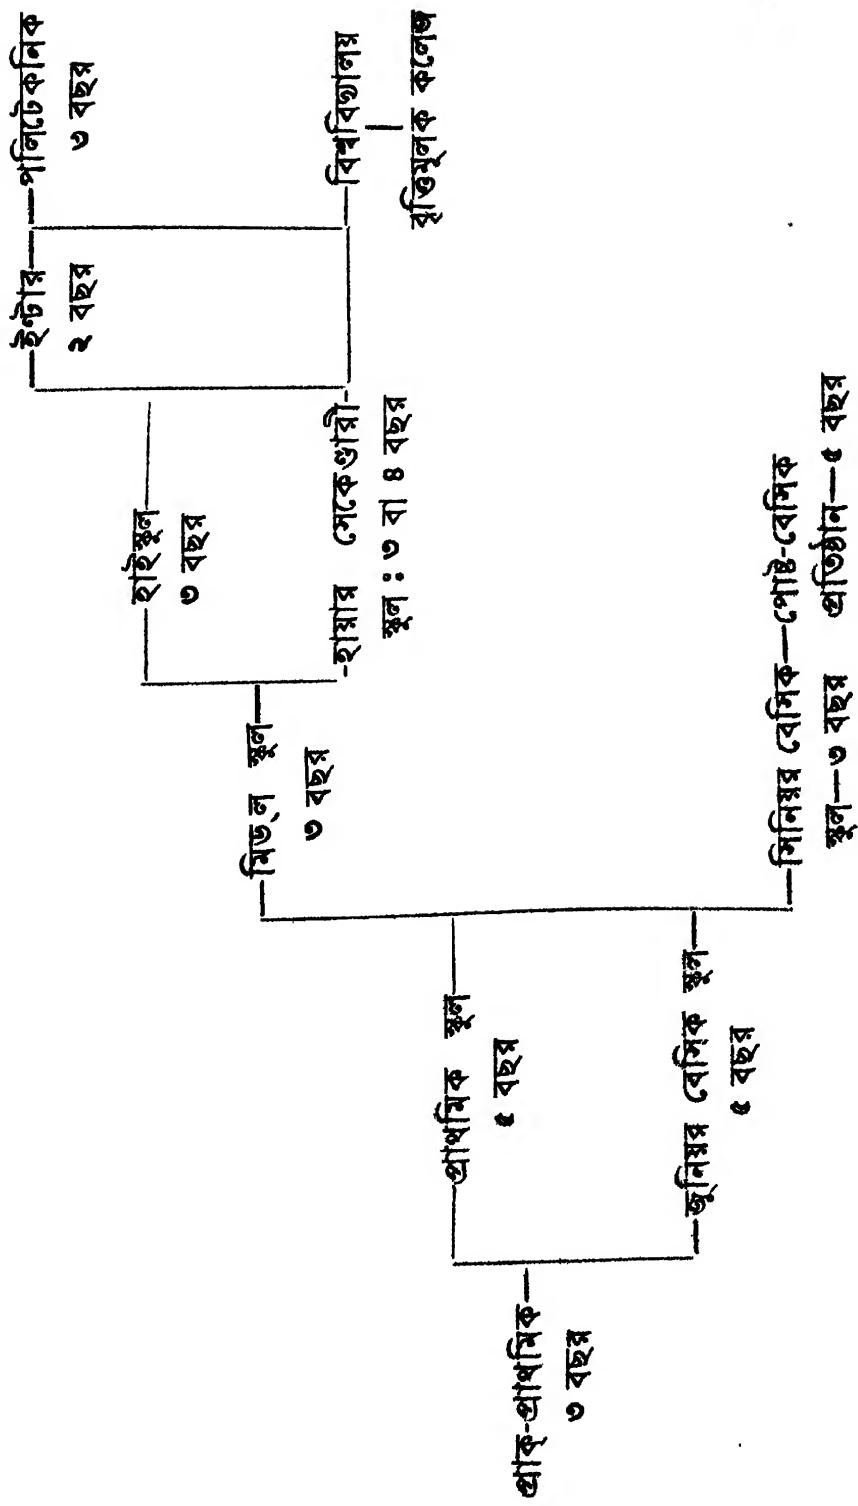 প্রাক্-প্রাথমিক
৩ বছর
প্রাথমিক স্কুল
৫ বছর
জুনিয়র বেসিক স্কুল
৫ বছর
মিড্‌ল স্কুল
৩ বছর
সিনিয়র বেসিক—পোষ্ট-বেসিক
স্কুল—৩ বছর প্রতিষ্ঠান—৫ বছর
হাইস্কুল
৩ বছর
হায়ার সেকেণ্ডারী
স্কুল : ৩ বা ৪ বছর
ইণ্টার
২ বছর
পলিটেকনিক
৩ বছর
বিশ্ববিদ্যালয়
বৃত্তিমূলক কলেজ